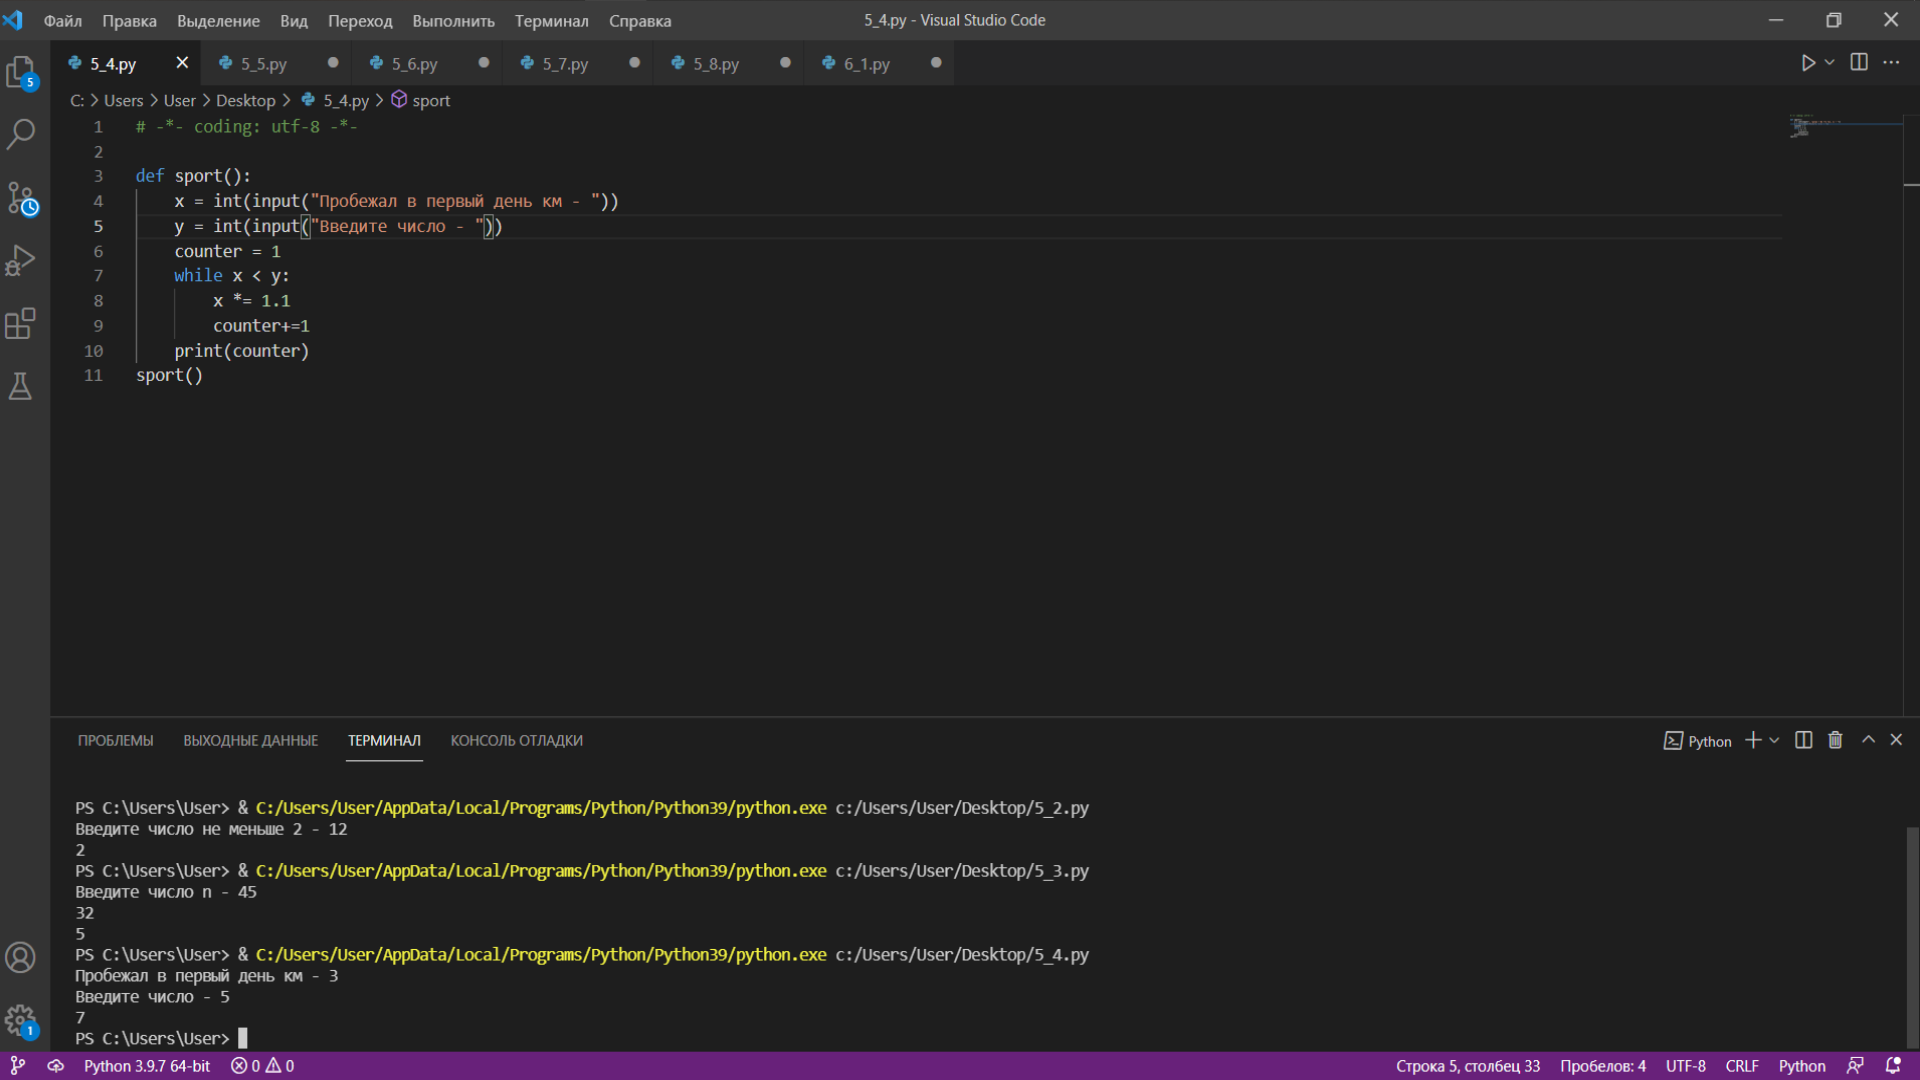 Файл Правка Выделение Вид Переход Выполнить Терминал Справка 5_4.py - Visual Studio Code
5_4.py 5_5.py 5_6.py 5_7.py 5_8.py 6_1.py
5
C: > Users > User > Desktop > 5_4.py > sport
1 # -*- coding: utf-8 -*-
2
3 def sport():
4 x = int(input("Пробежал в первый день км - "))
5 y = int(input("Введите число - "))
6 counter = 1
7 while x < y:
8 x *= 1.1
9 counter+=1
10 print(counter)
11 sport()
ПРОБЛЕМЫ ВЫХОДНЫЕ ДАННЫЕ ТЕРМИНАЛ КОНСОЛЬ ОТЛАДКИ Python
PS C:\Users\User> & C:/Users/User/AppData/Local/Programs/Python/Python39/python.exe c:/Users/User/Desktop/5_2.py
Введите число не меньше 2 - 12
2
PS C:\Users\User> & C:/Users/User/AppData/Local/Programs/Python/Python39/python.exe c:/Users/User/Desktop/5_3.py
Введите число n - 45
32
5
PS C:\Users\User> & C:/Users/User/AppData/Local/Programs/Python/Python39/python.exe c:/Users/User/Desktop/5_4.py
Пробежал в первый день км - 3
Введите число - 5
7
PS C:\Users\User>
1
Python 3.9.7 64-bit 0 0 Строка 5, столбец 33 Пробелов: 4 UTF-8 CRLF Python